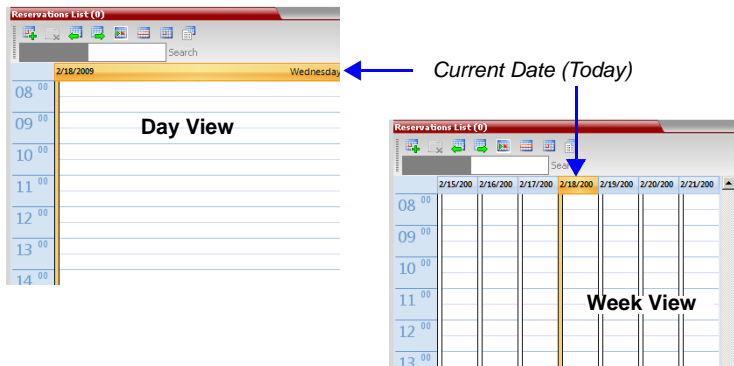 Reservations List (0)
Search
2/18/2009 Wednesday
08 00
09 00
10 00
11 00
12 00
13 00
14 00
Day View
Current Date (Today)
Reservations List (0)
2/15/200 2/16/200 2/17/200 2/18/200 2/19/200 2/20/200 2/21/200
08 00
09 00
10 00
11 00
12 00
13 00
Week View